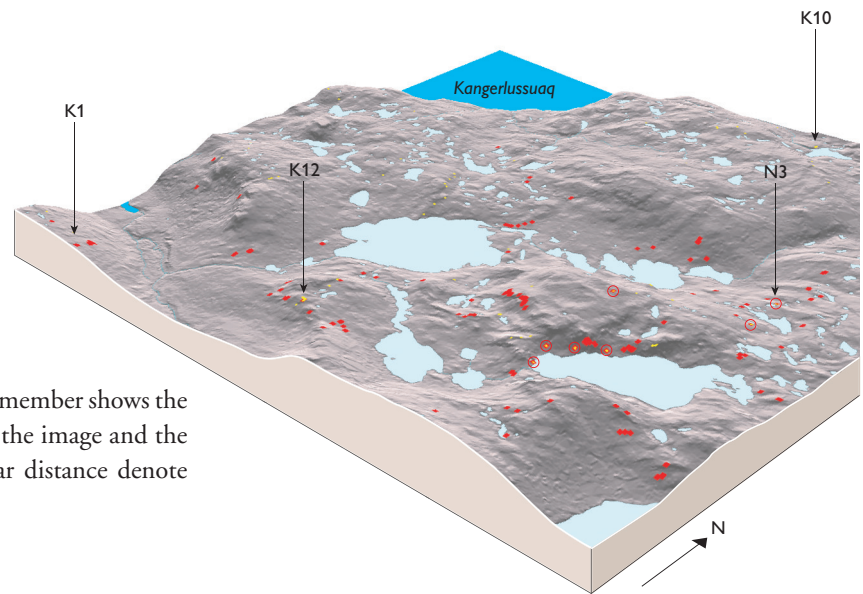 K10
Kangerlussuaq
K1
K12
N3
member shows the
the image and the
ar distance denote
N